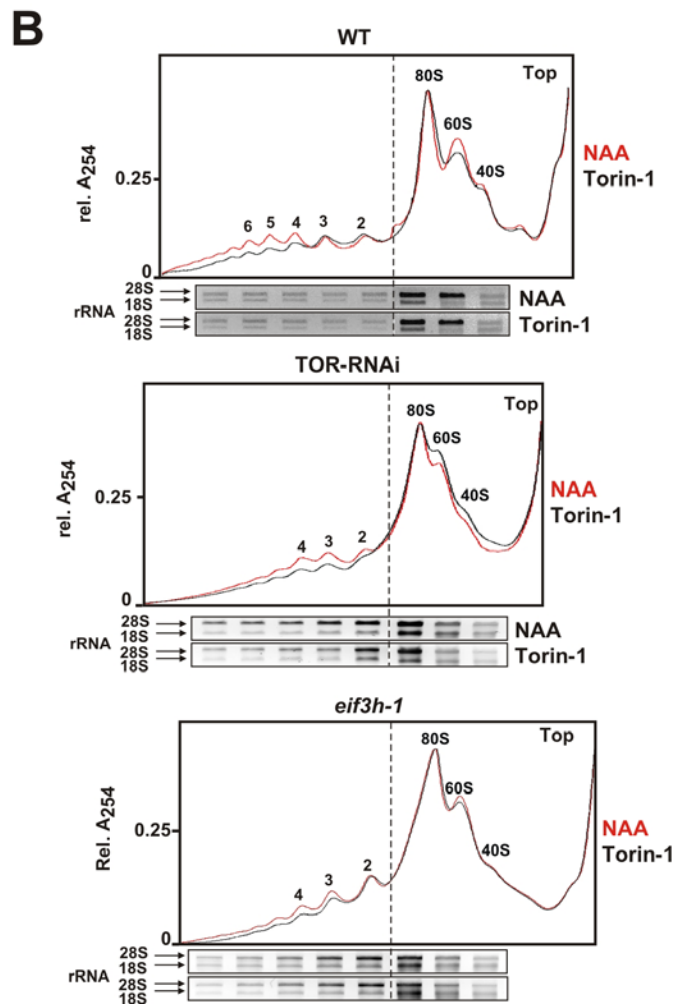 B
WT
Top
80S
60S
40S
NAA
Torin-1
rel. A254
0.25
0
6 5 4 3 2
28S
18S
rRNA
NAA
28S
18S
Torin-1
TOR-RNAi
Top
80S
60S
40S
NAA
Torin-1
rel. A254
0.25
0
4 3 2
28S
18S
rRNA
NAA
28S
18S
Torin-1
eif3h-1
Top
80S
60S
40S
NAA
Torin-1
Rel. A254
0.25
0
4 3 2
28S
18S
rRNA
28S
18S